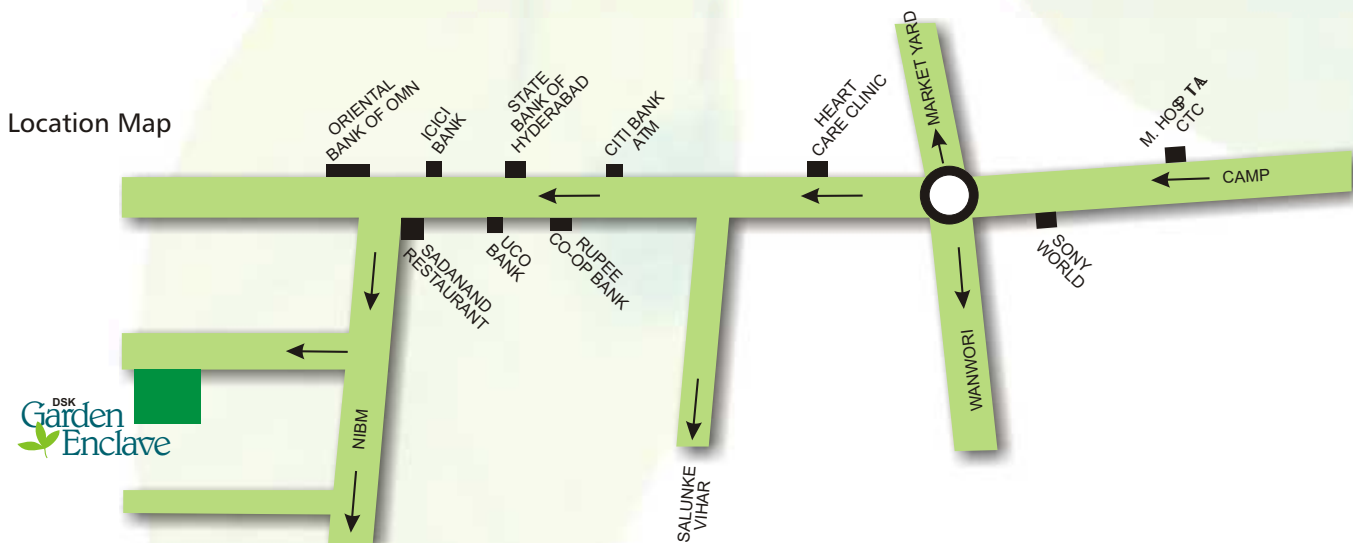 Location Map
ORIENTAL
BANK OF OMN
ICICI
BANK
STATE
BANK OF
HYDERABAD
CITI BANK
ATM
HEART
CARE CLINIC
MARKET YARD
M. HOSPTAL
CTC
CAMP
SADANAND
RESTAURANT
UCO
BANK
RUPEE
CO-OP BANK
SONY
WORLD
WANWORI
NIBM
SALUNKE
VIHAR
DSK
Garden
Enclave